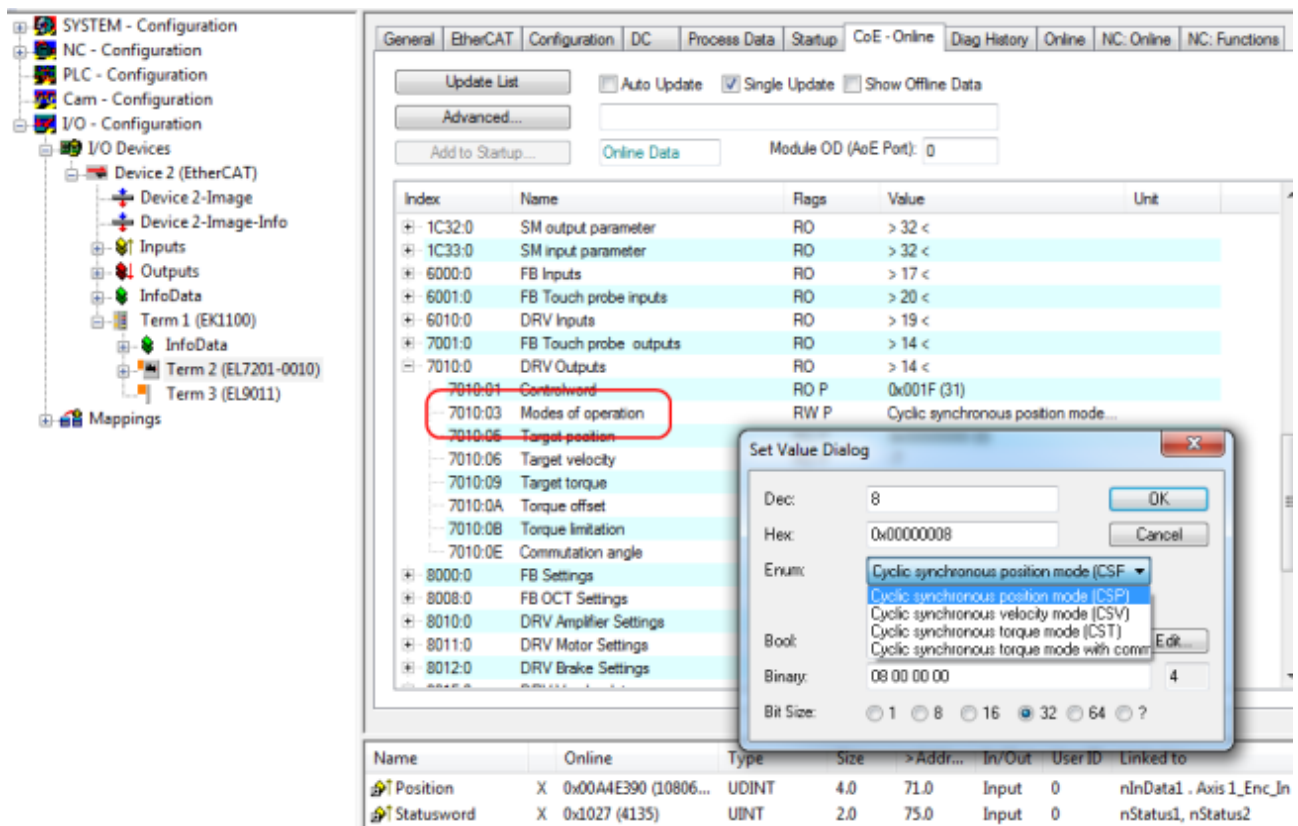 SYSTEM - Configuration
NC - Configuration
PLC - Configuration
Cam - Configuration
I/O - Configuration
I/O Devices
Device 2 (EtherCAT)
Device 2-Image
Device 2-Image-Info
Inputs
Outputs
InfoData
Term 1 (EK1100)
InfoData
Term 2 (EL7201-0010)
Term 3 (EL9011)
Mappings
General EtherCAT Configuration DC Process Data Startup CoE - Online Diag History Online NC: Online NC: Functions
Update List Auto Update Single Update Show Offline Data
Advanced...
Add to Startup... Online Data Module OD (AoE Port): 0
Index Name Flags Value Unit
1C32:0 SM output parameter RO > 32 <
1C33:0 SM input parameter RO > 32 <
6000:0 FB Inputs RO > 17 <
6001:0 FB Touch probe inputs RO > 20 <
6010:0 DRV Inputs RO > 19 <
7001:0 FB Touch probe outputs RO > 14 <
7010:0 DRV Outputs RO > 14 <
7010:01 Controlword RO P 0x001F (31)
7010:03 Modes of operation RW P Cyclic synchronous position mode...
7010:05 Target position
7010:06 Target velocity
7010:09 Target torque
7010:0A Torque offset
7010:0B Torque limitation
7010:0E Commutation angle
8000:0 FB Settings
8008:0 FB OCT Settings
8010:0 DRV Amplifier Settings
8011:0 DRV Motor Settings
8012:0 DRV Brake Settings
Set Value Dialog
Dec: 8 OK
Hex: 0x00000008 Cancel
Enum: Cyclic synchronous position mode (CSF
Cyclic synchronous position mode (CSP)
Cyclic synchronous velocity mode (CSV)
Cyclic synchronous torque mode (CST)
Cyclic synchronous torque mode with comm
Bool: Edit...
Binary: 08 00 00 00 4
Bit Size: 1 8 16 32 64 ?
Name Online Type Size >Addr... In/Out User ID Linked to
Position X 0x00A4E390 (10806... UDINT 4.0 71.0 Input 0 nInData1 . Axis 1_Enc_In
Statusword X 0x1027 (4135) UINT 2.0 75.0 Input 0 nStatus1, nStatus2